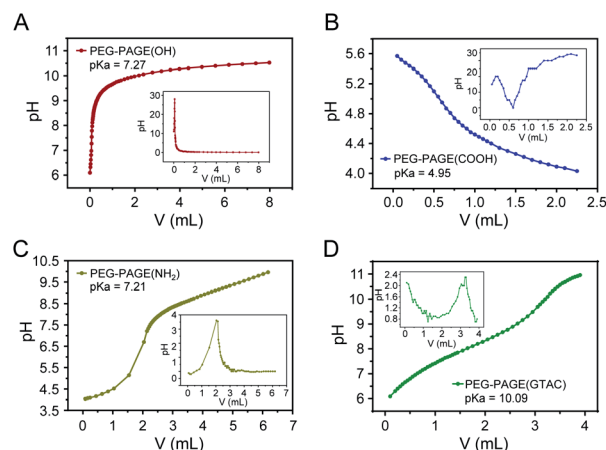 A
PEG-PAGE(OH)
pKa = 7.27
11
10
9
8
7
6
pH
0 2 4 6 8
V (mL)
30
20
10
0
pH
0 2 4 6 8
V (mL)
B
5.6
5.2
4.8
4.4
4.0
pH
0.0 0.5 1.0 1.5 2.0 2.5
V (mL)
PEG-PAGE(COOH)
pKa = 4.95
30
20
10
0
pH
0.0 0.5 1.0 1.5 2.0 2.5
V (mL)
C
PEG-PAGE(NH2)
pKa = 7.21
10.5
9.0
7.5
6.0
4.5
3.5
pH
0 1 2 3 4 5 6 7
V (mL)
4
3
2
1
0
pH
0 1 2 3 4 5 6 7
V (mL)
D
11
10
9
8
7
6
5
pH
0 1 2 3 4
V (mL)
PEG-PAGE(GTAC)
pKa = 10.09
2.4
2.0
1.6
1.2
0.8
pH
0 1 2 3 4
V (mL)